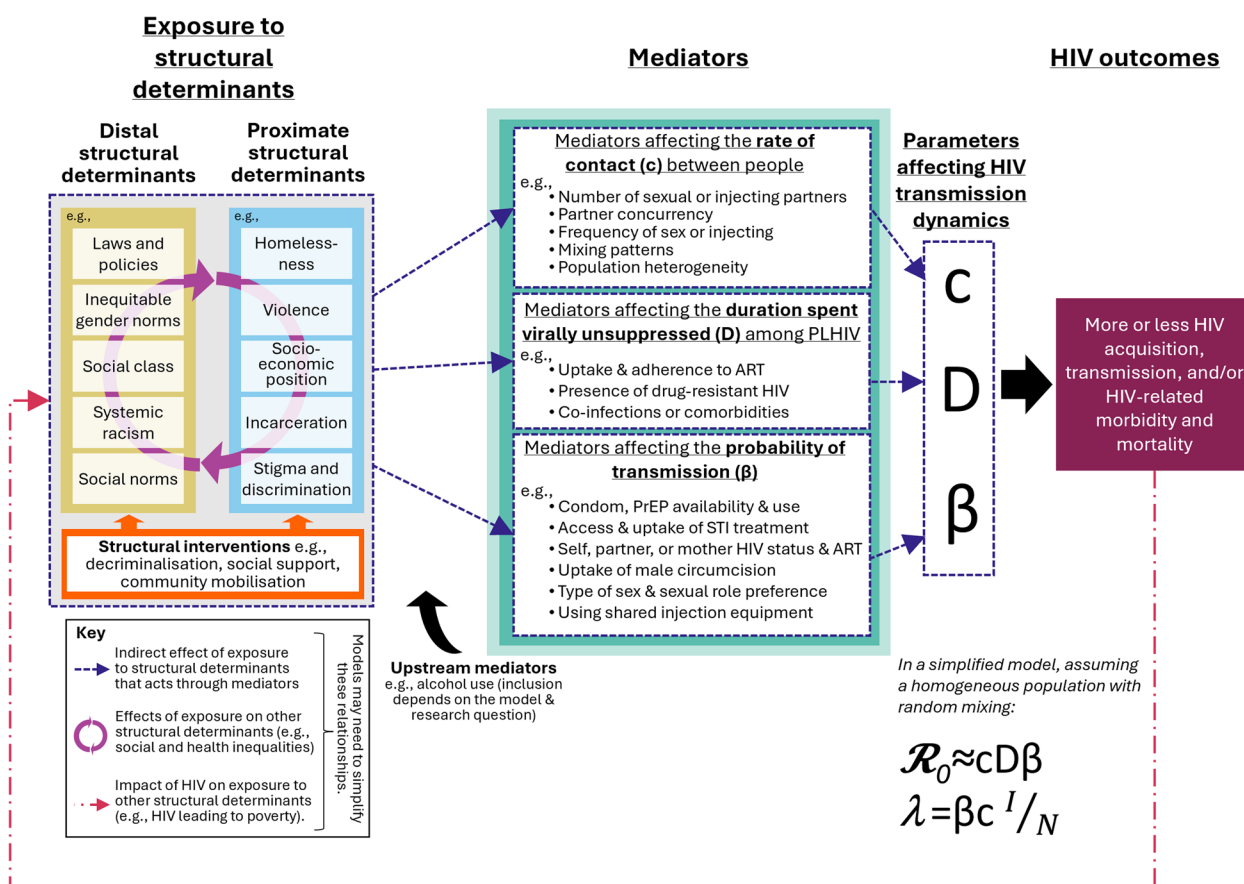 Exposure to
structural
determinants
Mediators
HIV outcomes
Distal
structural
determinants
Proximate
structural
determinants
e.g.,
Laws and
policies
Inequitable
gender norms
Social class
Systemic
racism
Social norms
e.g.,
Homeless-
ness
Violence
Socio-
economic
position
Incarceration
Stigma and
discrimination
Structural interventions e.g.,
decriminalisation, social support,
community mobilisation
Mediators affecting the rate of
contact (c) between people
e.g.,
• Number of sexual or injecting partners
• Partner concurrency
• Frequency of sex or injecting
• Mixing patterns
• Population heterogeneity
Mediators affecting the duration spent
virally unsuppressed (D) among PLHIV
e.g.,
• Uptake & adherence to ART
• Presence of drug-resistant HIV
• Co-infections or comorbidities
Mediators affecting the probability of
transmission (β)
e.g.,
• Condom, PrEP availability & use
• Access & uptake of STI treatment
• Self, partner, or mother HIV status & ART
• Uptake of male circumcision
• Type of sex & sexual role preference
• Using shared injection equipment
Parameters
affecting HIV
transmission
dynamics
c
D
β
More or less HIV
acquisition,
transmission, and/or
HIV-related
morbidity and
mortality
Key
Indirect effect of exposure
to structural determinants
that acts through mediators
Effects of exposure on other
structural determinants (e.g.,
social and health inequalities)
Impact of HIV on exposure to
other structural determinants
(e.g., HIV leading to poverty).
Models may need to simplify
these relationships.
Upstream mediators
e.g., alcohol use (inclusion
depends on the model &
research question)
In a simplified model, assuming
a homogeneous population with
random mixing:
𝓡₀≈cDβ
λ=βc I/N